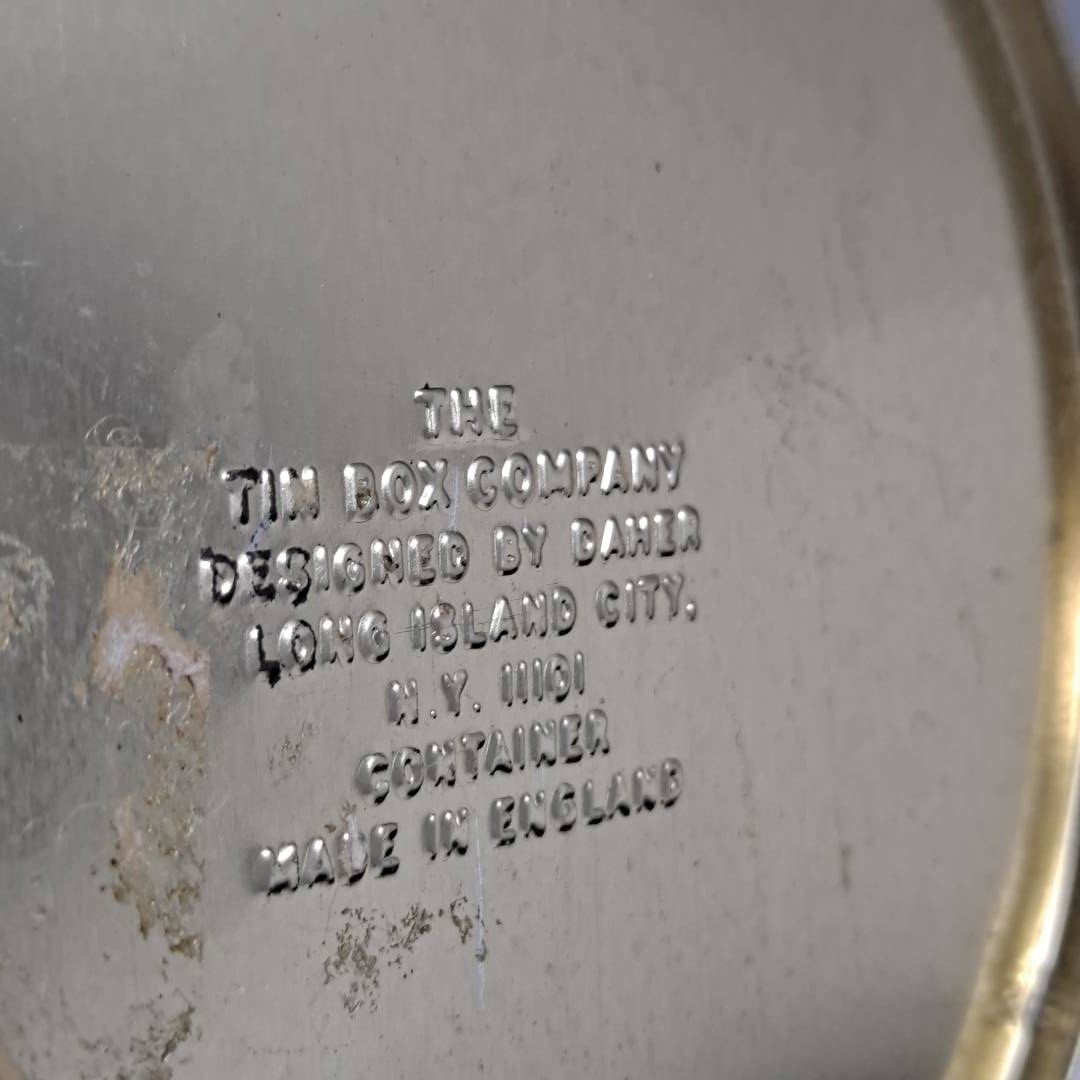 THE
TIN BOX COMPANY
DESIGNED BY DAHER
LONG ISLAND CITY,
N.Y. 11101
CONTAINER
MADE IN ENGLAND